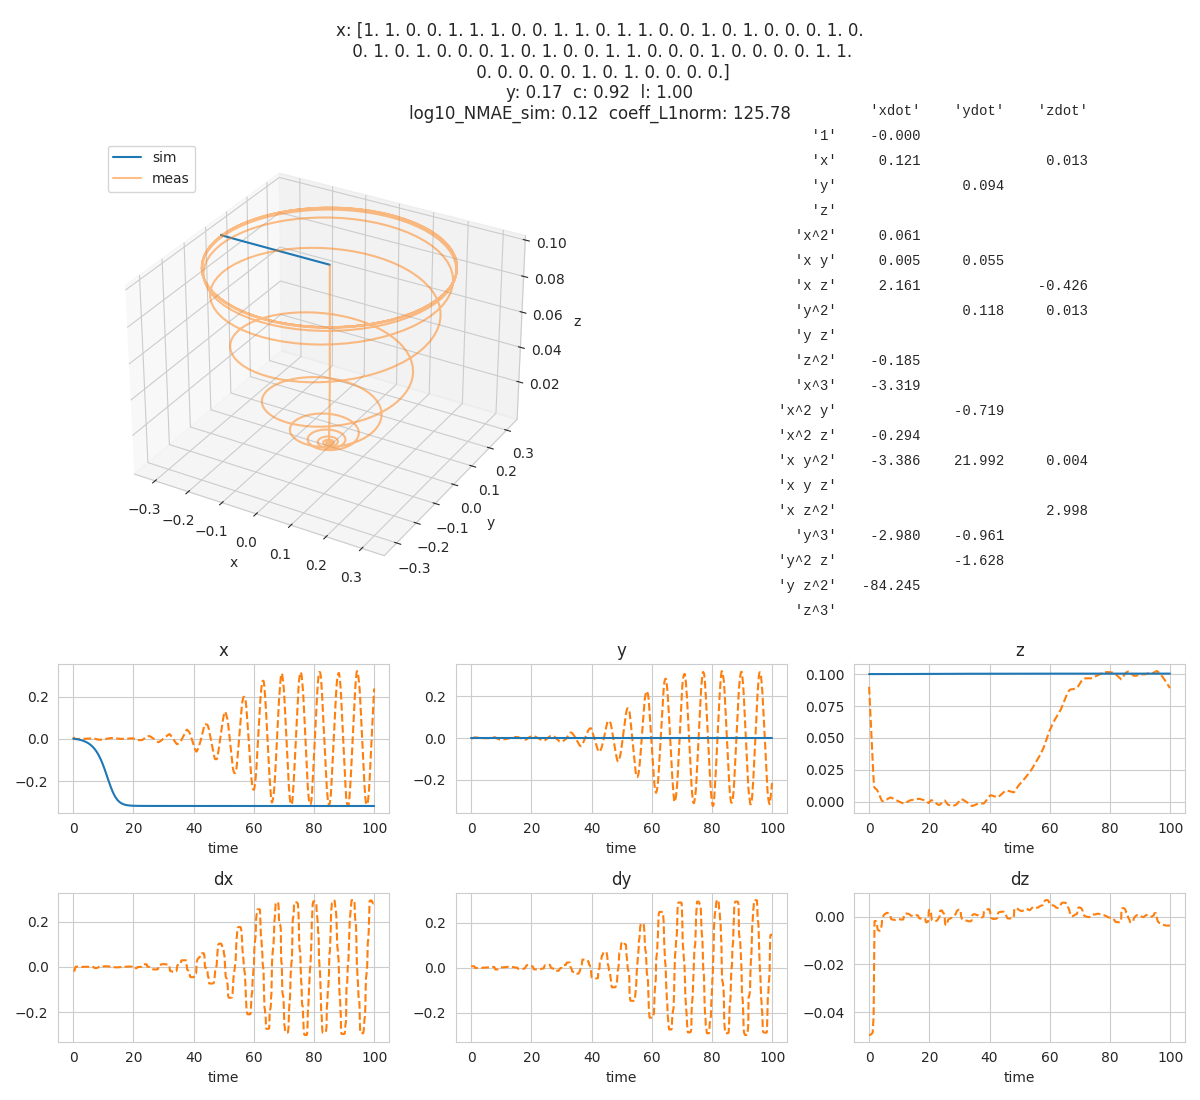 x: [1. 1. 0. 0. 1. 1. 1. 0. 0. 1. 1. 0. 1. 1. 0. 0. 0. 1. 0. 1. 0. 0. 0. 1. 0.
0. 1. 0. 1. 0. 0. 0. 1. 0. 1. 0. 0. 1. 1. 0. 0. 0. 1. 0. 0. 0. 0. 1. 1.
0. 0. 0. 0. 0. 1. 0. 1. 0. 0. 0. 0.]
y: 0.17 c: 0.92 l: 1.00
log10_NMAE_sim: 0.12 coeff_L1norm: 125.78
sim
meas
0.10
0.08
0.06
0.04
0.02
z
−0.3
−0.2
−0.1
0.0
0.1
0.2
0.3
x
−0.3
−0.2
−0.1
0.0
0.1
0.2
0.3
y
'xdot' 'ydot' 'zdot'
'1' -0.000
'x' 0.121 0.013
'y' 0.094
'z'
'x^2' 0.061
'x y' 0.005 0.055
'x z' 2.161 -0.426
'y^2' 0.118 0.013
'y z'
'z^2' -0.185
'x^3' -3.319
'x^2 y' -0.719
'x^2 z' -0.294
'x y^2' -3.386 21.992 0.004
'x y z'
'x z^2' 2.998
'y^3' -2.980 -0.961
'y^2 z' -1.628
'y z^2' -84.245
'z^3'
x
0.2
0.0
−0.2
0 20 40 60 80 100
time
y
0.2
0.0
−0.2
0 20 40 60 80 100
time
z
0.100
0.075
0.050
0.025
0.000
0 20 40 60 80 100
time
dx
0.2
0.0
−0.2
0 20 40 60 80 100
time
dy
0.2
0.0
−0.2
0 20 40 60 80 100
time
dz
0.00
−0.02
−0.04
0 20 40 60 80 100
time